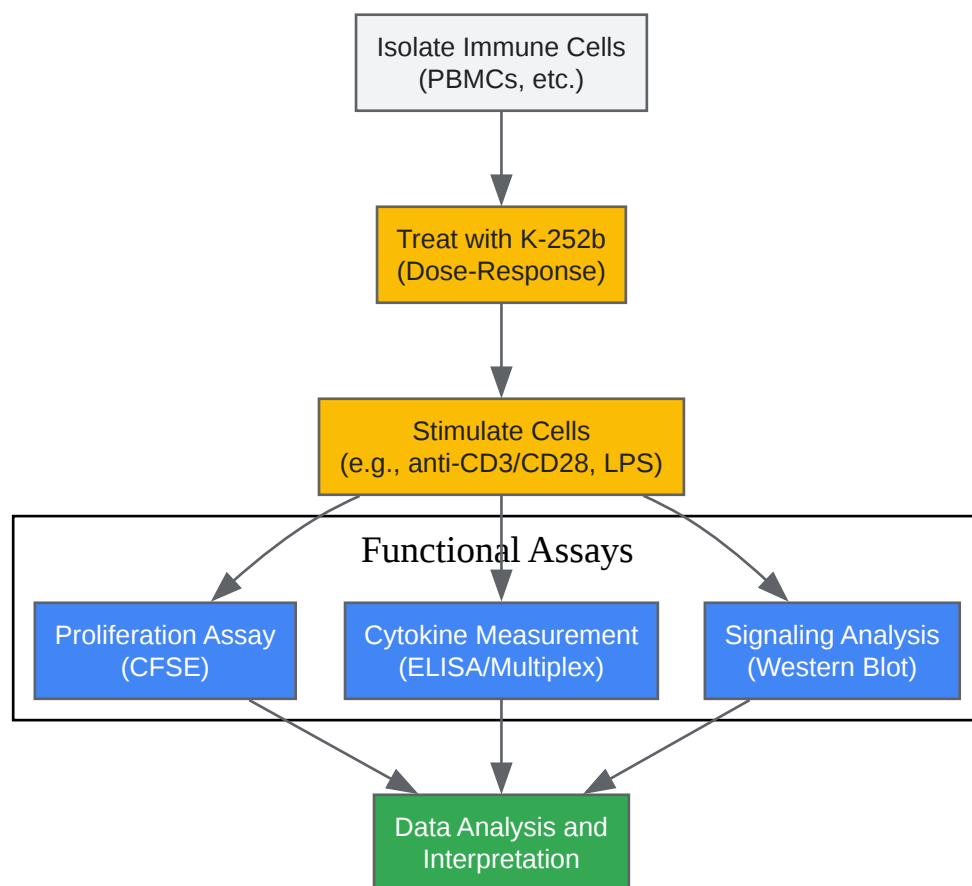 Isolate Immune Cells
(PBMCs, etc.)
Treat with K-252b
(Dose-Response)
Stimulate Cells
(e.g., anti-CD3/CD28, LPS)
Functional Assays
Proliferation Assay
(CFSE)
Cytokine Measurement
(ELISA/Multiplex)
Signaling Analysis
(Western Blot)
Data Analysis and
Interpretation